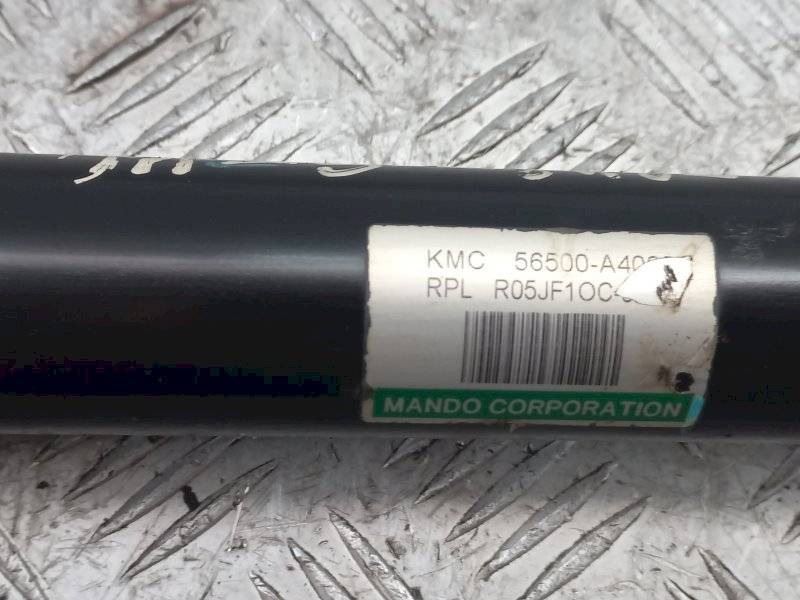 KMC 56500-A40
RPL R05JF1OC-
MANDO CORPORATION